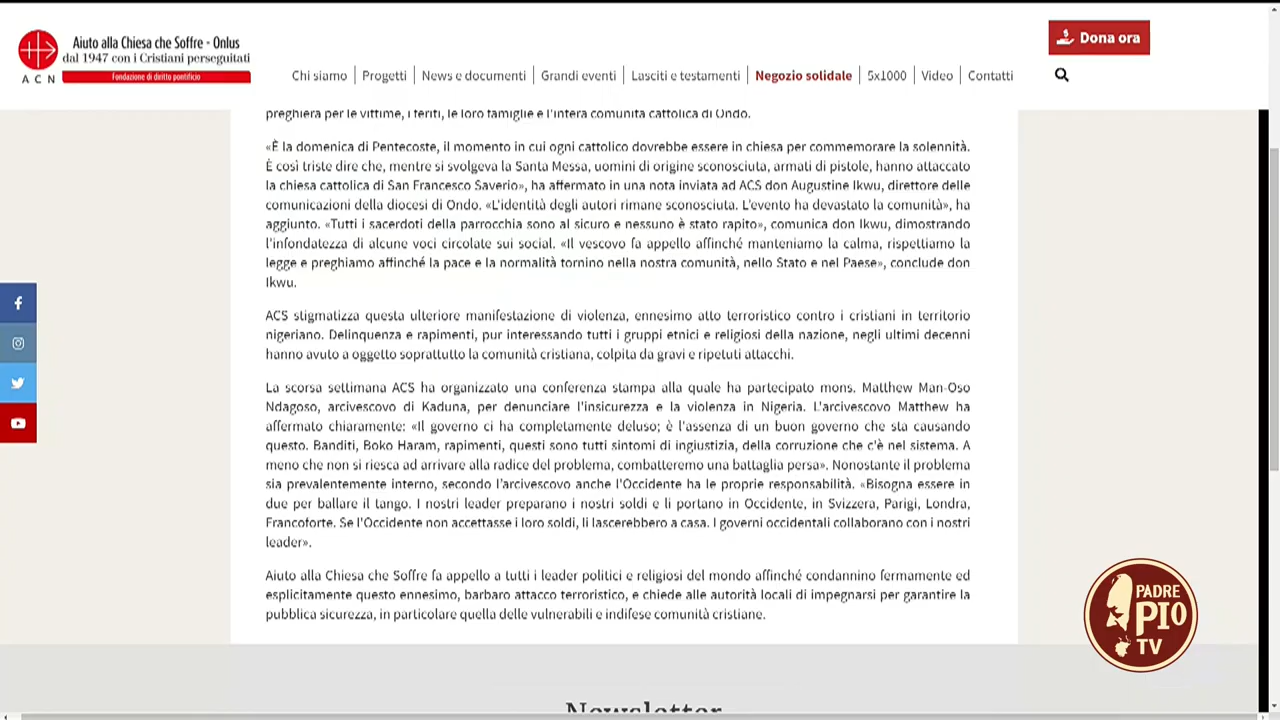 Aiuto alla Chiesa che Soffre - Onlus
dal 1947 con i Cristiani perseguitati
Fondazione di diritto pontificio
A C N
Dona ora
Chi siamo
Progetti
News e documenti
Grandi eventi
Lasciti e testamenti
Negozio solidale
5x1000
Video
Contatti
preghiera per le vittime, i feriti, le loro famiglie e l'intera comunità cattolica di Ondo.
«È la domenica di Pentecoste, il momento in cui ogni cattolico dovrebbe essere in chiesa per commemorare la solennità.
È così triste dire che, mentre si svolgeva la Santa Messa, uomini di origine sconosciuta, armati di pistole, hanno attaccato
la chiesa cattolica di San Francesco Saverio», ha affermato in una nota inviata ad ACS don Augustine Ikwu, direttore delle
comunicazioni della diocesi di Ondo. «L'identità degli autori rimane sconosciuta. L'evento ha devastato la comunità», ha
aggiunto. «Tutti i sacerdoti della parrocchia sono al sicuro e nessuno è stato rapito», comunica don Ikwu, dimostrando
l'infondatezza di alcune voci circolate sui social. «Il vescovo fa appello affinché manteniamo la calma, rispettiamo la
legge e preghiamo affinché la pace e la normalità tornino nella nostra comunità, nello Stato e nel Paese», conclude don
Ikwu.
ACS stigmatizza questa ulteriore manifestazione di violenza, ennesimo atto terroristico contro i cristiani in territorio
nigeriano. Delinquenza e rapimenti, pur interessando tutti i gruppi etnici e religiosi della nazione, negli ultimi decenni
hanno avuto a oggetto soprattutto la comunità cristiana, colpita da gravi e ripetuti attacchi.
La scorsa settimana ACS ha organizzato una conferenza stampa alla quale ha partecipato mons. Matthew Man-Oso
Ndagoso, arcivescovo di Kaduna, per denunciare l'insicurezza e la violenza in Nigeria. L'arcivescovo Matthew ha
affermato chiaramente: «Il governo ci ha completamente deluso; è l'assenza di un buon governo che sta causando
questo. Banditi, Boko Haram, rapimenti, questi sono tutti sintomi di ingiustizia, della corruzione che c'è nel sistema. A
meno che non si riesca ad arrivare alla radice del problema, combatteremo una battaglia persa». Nonostante il problema
sia prevalentemente interno, secondo l'arcivescovo anche l'Occidente ha le proprie responsabilità. «Bisogna essere in
due per ballare il tango. I nostri leader preparano i nostri soldi e li portano in Occidente, in Svizzera, Parigi, Londra,
Francoforte. Se l'Occidente non accettasse i loro soldi, li lascerebbero a casa. I governi occidentali collaborano con i nostri
leader».
Aiuto alla Chiesa che Soffre fa appello a tutti i leader politici e religiosi del mondo affinché condannino fermamente ed
esplicitamente questo ennesimo, barbaro attacco terroristico, e chiede alle autorità locali di impegnarsi per garantire la
pubblica sicurezza, in particolare quella delle vulnerabili e indifese comunità cristiane.
PADRE
PIO
TV
Newsletter